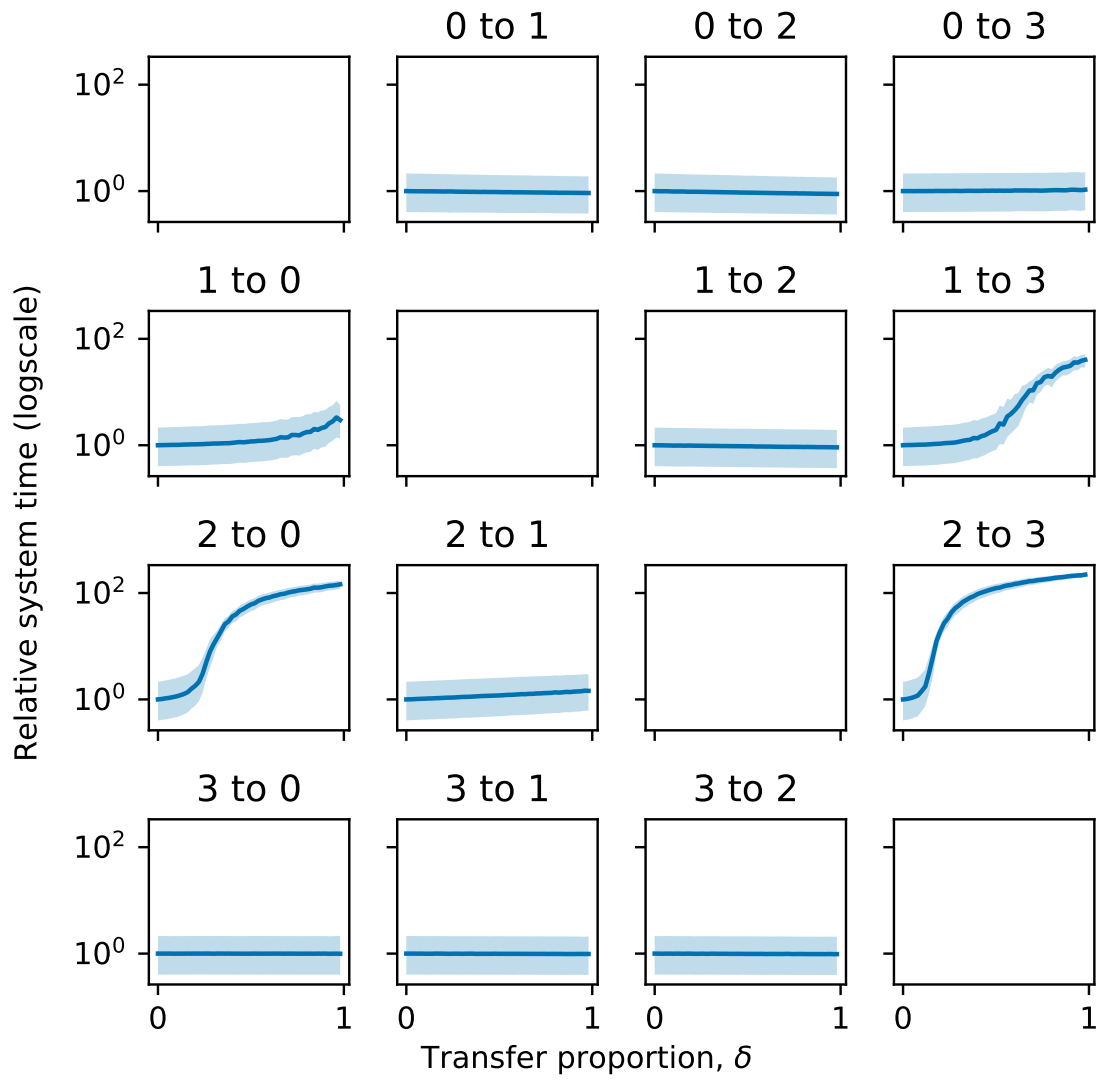 0 to 1 0 to 2 0 to 3
10²
10⁰
1 to 0 1 to 2 1 to 3
10²
10⁰
2 to 0 2 to 1 2 to 3
10²
10⁰
3 to 0 3 to 1 3 to 2
10²
10⁰
0 1 0 1 0 1 0 1
Transfer proportion, δ
Relative system time (logscale)